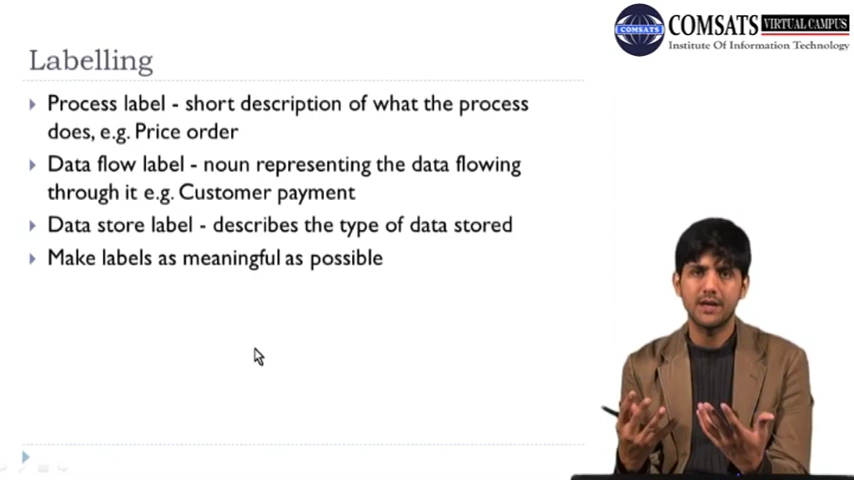 COMSATS VIRTUAL CAMPUS
COMSATS
Institute Of Information Technology
Labelling
Process label - short description of what the process
does, e.g. Price order
Data flow label - noun representing the data flowing
through it e.g. Customer payment
Data store label - describes the type of data stored
Make labels as meaningful as possible